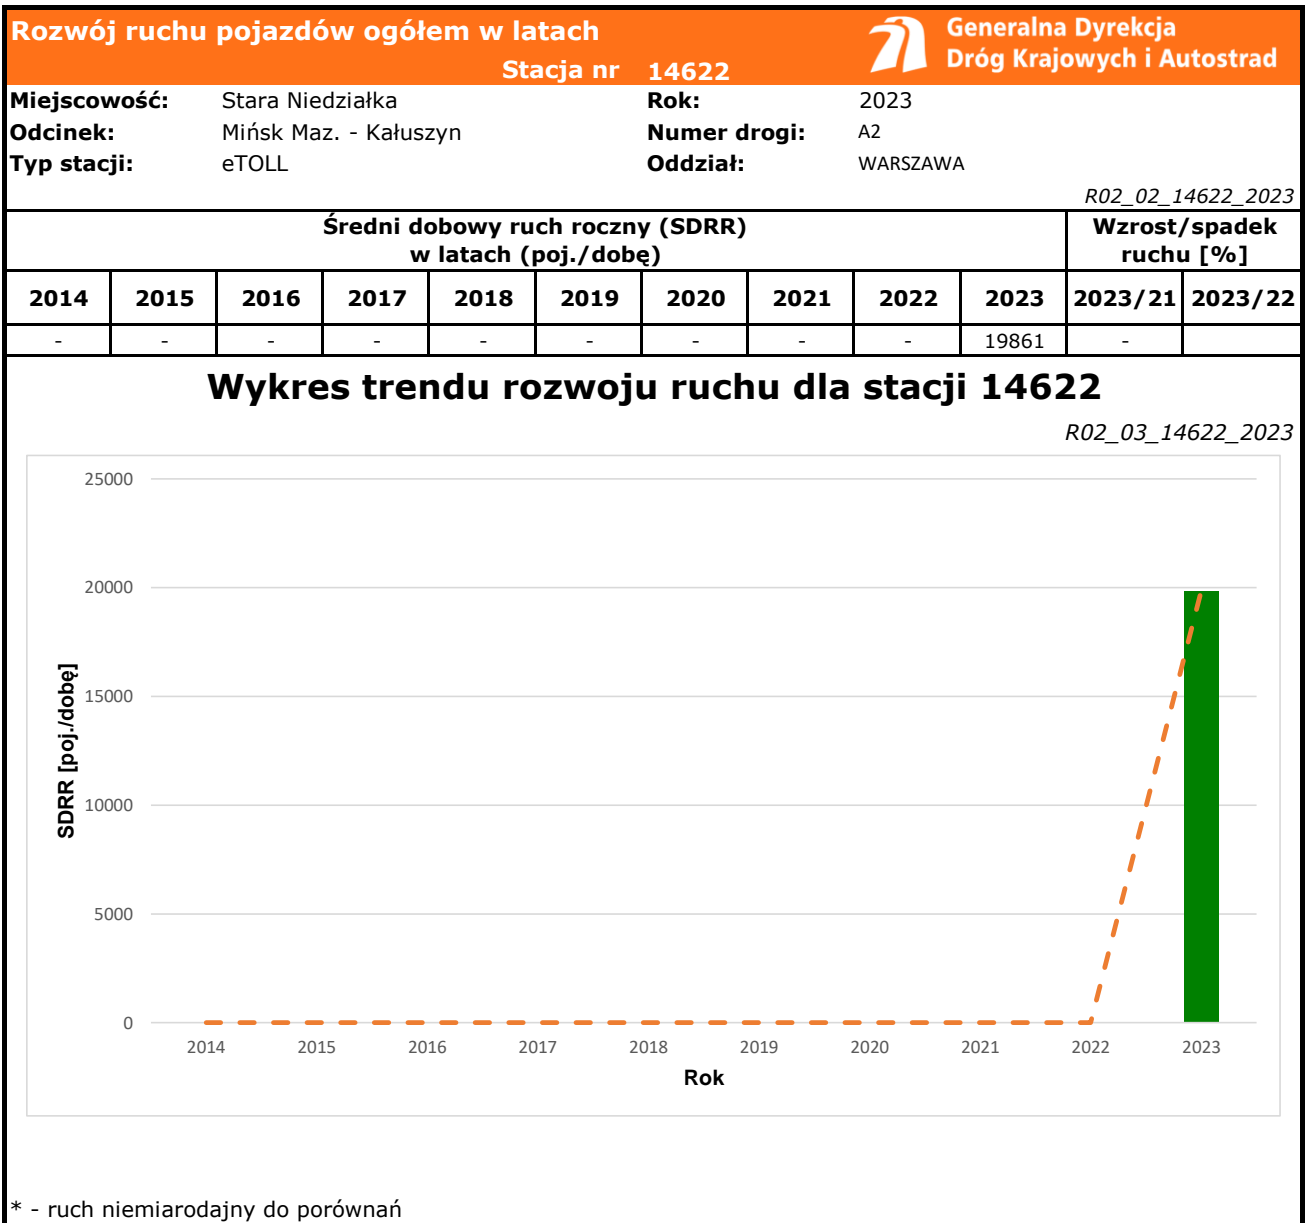 Rozwój ruchu pojazdów ogółem w latach
Stacja nr 14622
Generalna Dyrekcja
Dróg Krajowych i Autostrad
Miejscowość: Stara Niedziałka Rok: 2023
Odcinek: Mińsk Maz. - Kałuszyn Numer drogi: A2
Typ stacji: eTOLL Oddział: WARSZAWA
R02_02_14622_2023
Średni dobowy ruch roczny (SDRR)
w latach (poj./dobę)
Wzrost/spadek
ruchu [%]
2014 2015 2016 2017 2018 2019 2020 2021 2022 2023 2023/21 2023/22
- - - - - - - - - 19861 -
Wykres trendu rozwoju ruchu dla stacji 14622
R02_03_14622_2023
25000
20000
15000
10000
5000
0
SDRR [poj./dobę]
2014 2015 2016 2017 2018 2019 2020 2021 2022 2023
Rok
* - ruch niemiarodajny do porównań